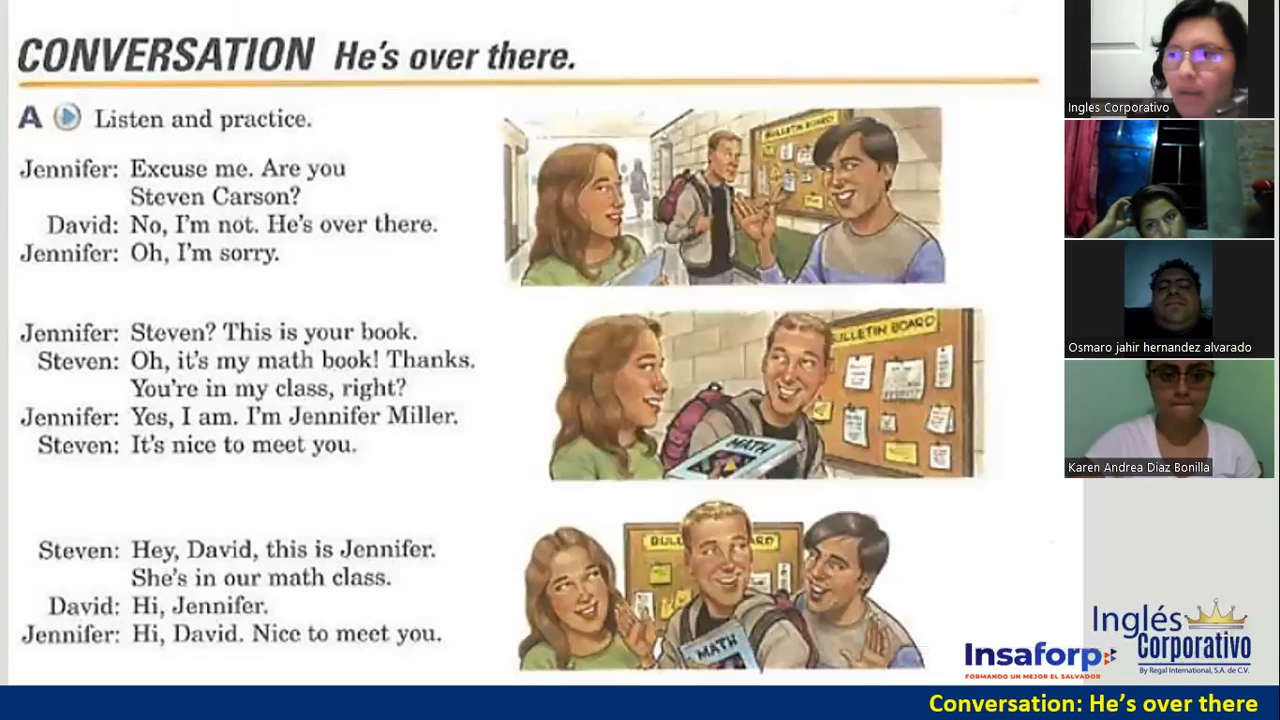 CONVERSATION He's over there.
A Listen and practice.
Jennifer: Excuse me. Are you
Steven Carson?
David: No, I'm not. He's over there.
Jennifer: Oh, I'm sorry.
BULLETIN BOARD
Jennifer: Steven? This is your book.
Steven: Oh, it's my math book! Thanks.
You're in my class, right?
Jennifer: Yes, I am. I'm Jennifer Miller.
Steven: It's nice to meet you.
BULLETIN BOARD
MATH
Steven: Hey, David, this is Jennifer.
She's in our math class.
David: Hi, Jennifer.
Jennifer: Hi, David. Nice to meet you.
MATH
Ingles Corporativo
Osmaro jahir hernandez alvarado
Karen Andrea Diaz Bonilla
Insaforp
FORMANDO UN MEJOR EL SALVADOR
Inglés
Corporativo
By Regal International, S.A. de C.V.
Conversation: He's over there